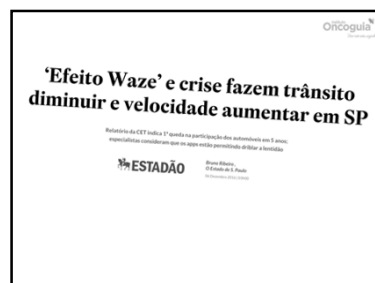 Oncoguia
‘Efeito Waze’ e crise fazem trânsito
diminuir e velocidade aumentar em SP
Relatório da CET indica 1ª queda na participação dos automóveis em 5 anos;
especialistas consideram que os apps estão permitindo driblar a lentidão
ESTADÃO
Bruno Ribeiro,
O Estado de S. Paulo